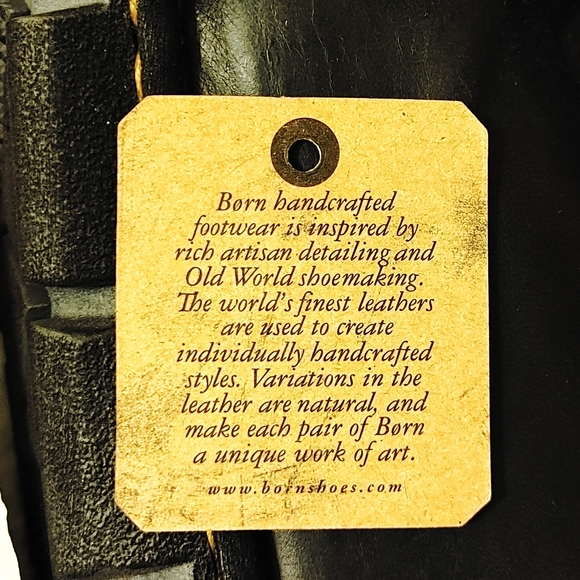 Børn handcrafted
footwear is inspired by
rich artisan detailing and
Old World shoemaking.
The world's finest leathers
are used to create
individually handcrafted
styles. Variations in the
leather are natural, and
make each pair of Børn
a unique work of art.
www.bornshoes.com